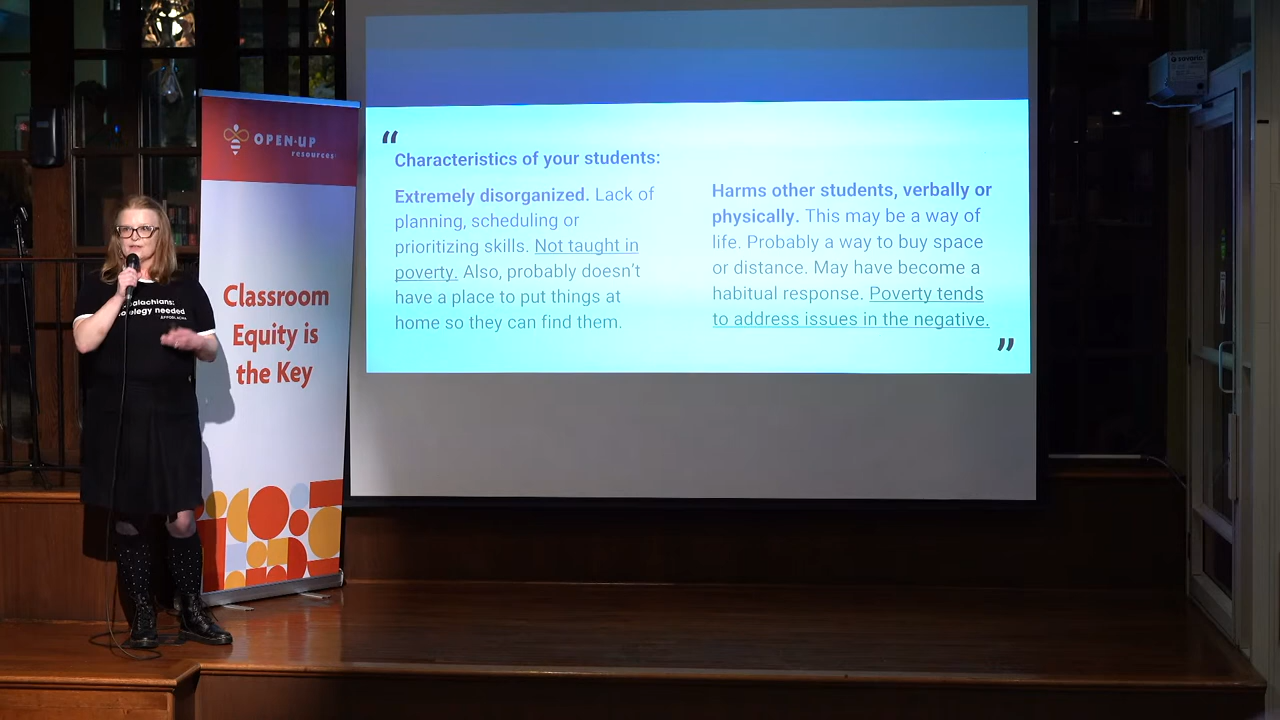 OPEN-UP
resources
Classroom
Equity is
the Key
alachians:
ology needed
“
Characteristics of your students:
Extremely disorganized. Lack of
planning, scheduling or
prioritizing skills. Not taught in
poverty. Also, probably doesn’t
have a place to put things at
home so they can find them.
Harms other students, verbally or
physically. This may be a way of
life. Probably a way to buy space
or distance. May have become a
habitual response. Poverty tends
to address issues in the negative.
”